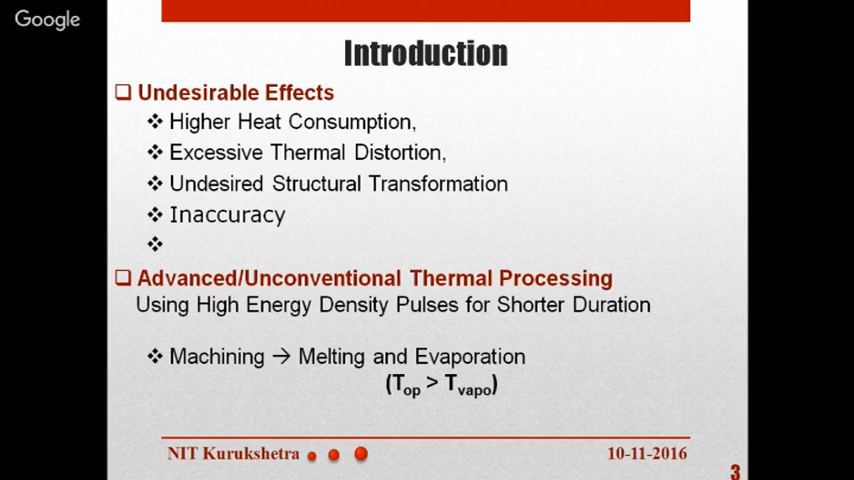 Google
Introduction
❑ Undesirable Effects
❖ Higher Heat Consumption,
❖ Excessive Thermal Distortion,
❖ Undesired Structural Transformation
❖ Inaccuracy
❖
❑ Advanced/Unconventional Thermal Processing
Using High Energy Density Pulses for Shorter Duration
❖ Machining → Melting and Evaporation
(Top > Tvapo)
NIT Kurukshetra 10-11-2016
3